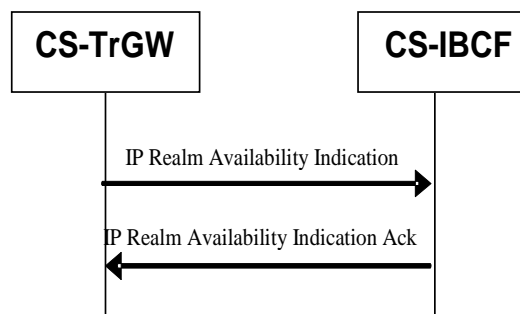 CS-TrGW
CS-IBCF
IP Realm Availability Indication
IP Realm Availability Indication Ack